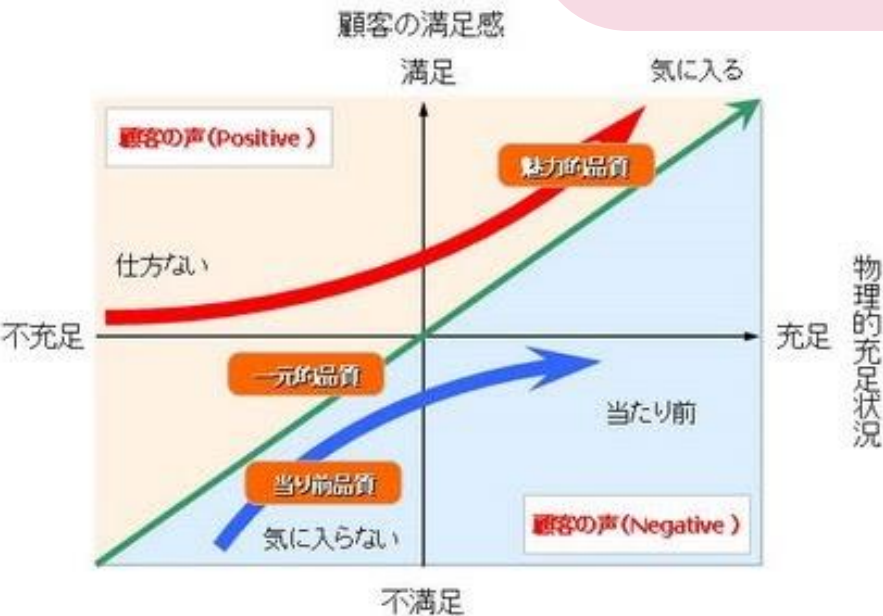 顧客の満足感
満足
気に入る
顧客の声(Positive )
魅力的品質
仕方ない
不充足
充足
物理的充足状況
一元的品質
当たり前
当り前品質
気に入らない
顧客の声(Negative )
不満足